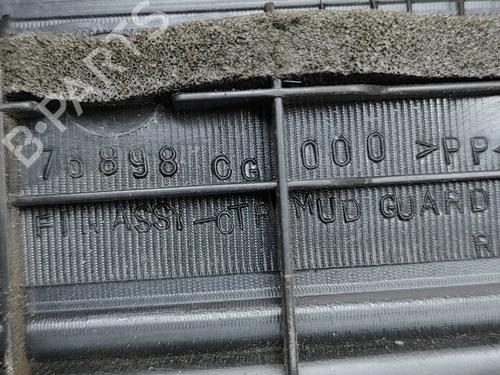 B-PARTS
76898 CG 000 >PP<
FIN ASSY-CTR MUD GUARD
R